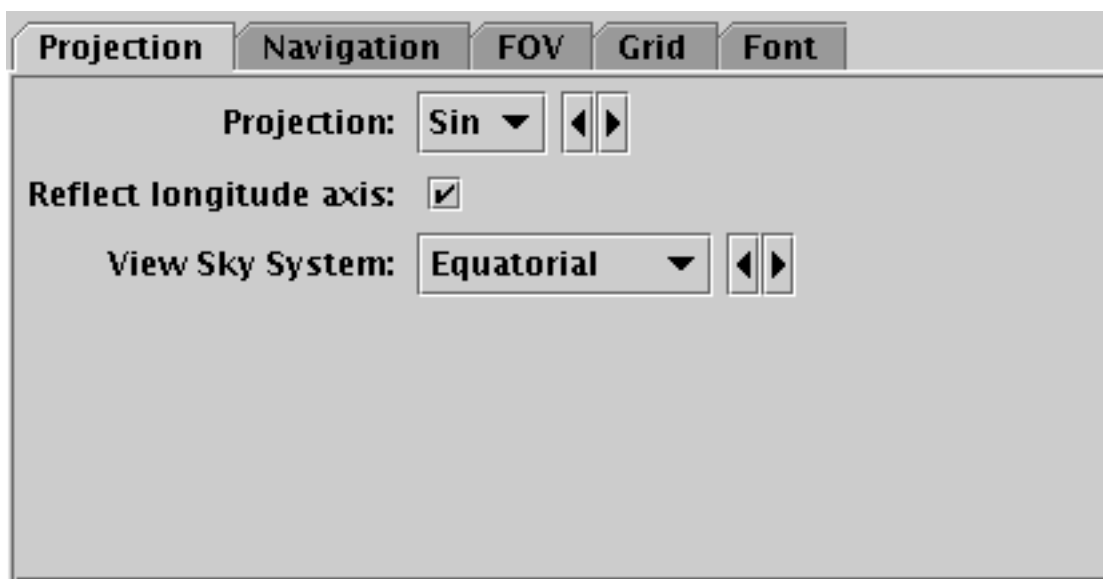 Projection Navigation FOV Grid Font
Projection: Sin
Reflect longitude axis:
View Sky System: Equatorial